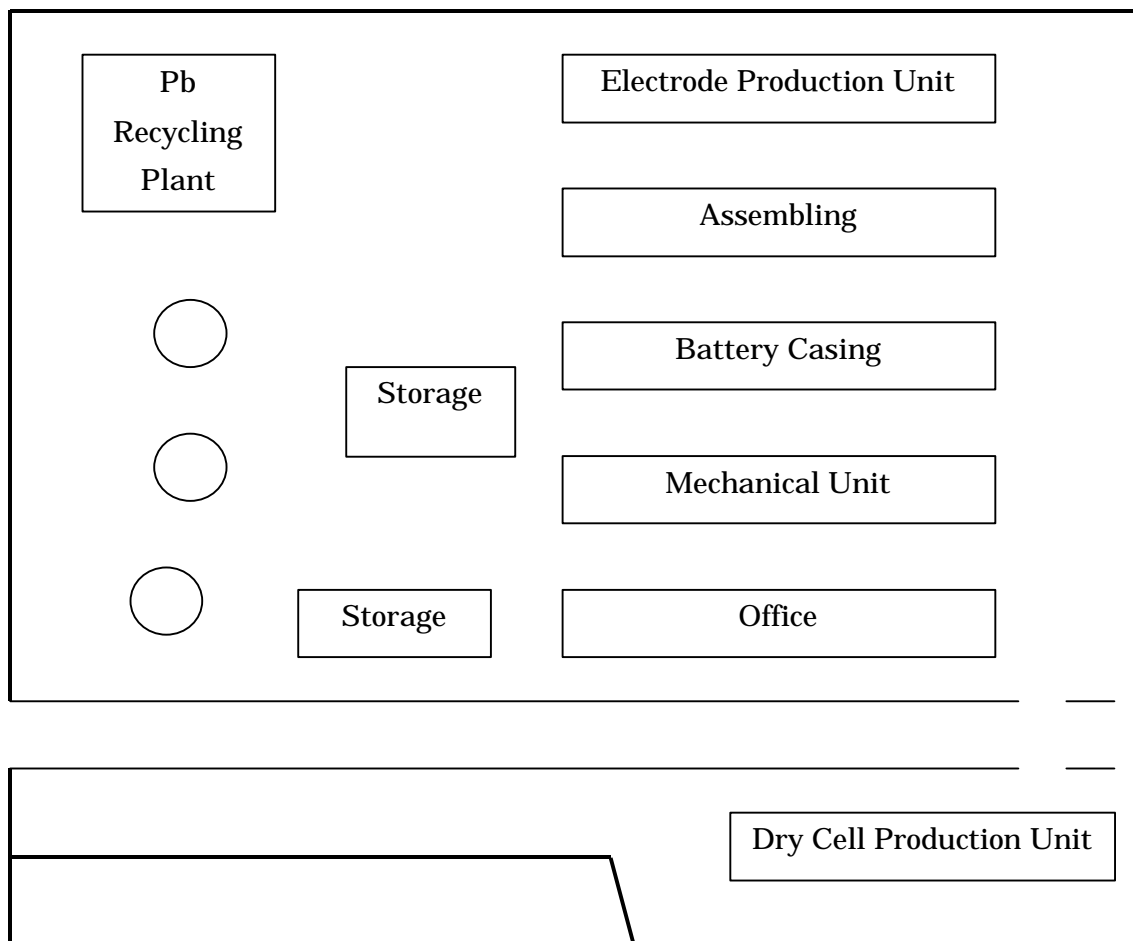 Pb
Recycling
Plant
Electrode Production Unit
Assembling
Battery Casing
Storage
Mechanical Unit
Storage
Office
Dry Cell Production Unit